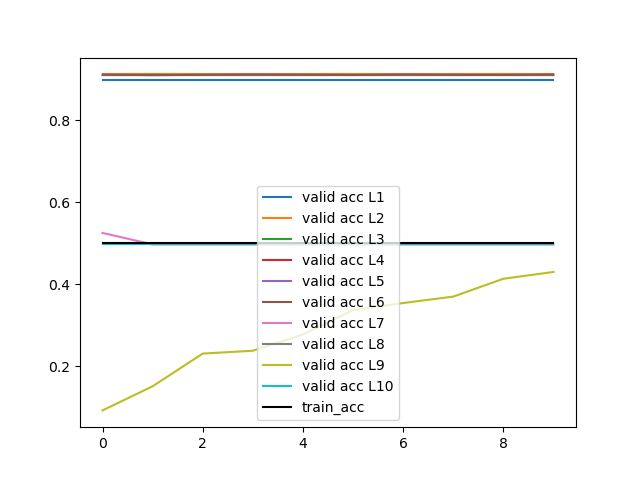 0.8
0.6
0.4
0.2
0 2 4 6 8
valid acc L1
valid acc L2
valid acc L3
valid acc L4
valid acc L5
valid acc L6
valid acc L7
valid acc L8
valid acc L9
valid acc L10
train_acc